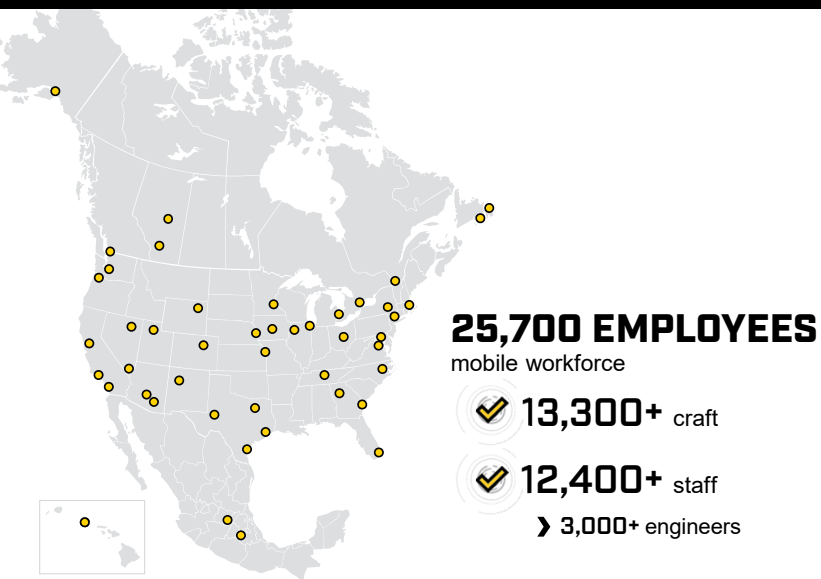 25,700 EMPLOYEES
mobile workforce
13,300+ craft
12,400+ staff
❯ 3,000+ engineers